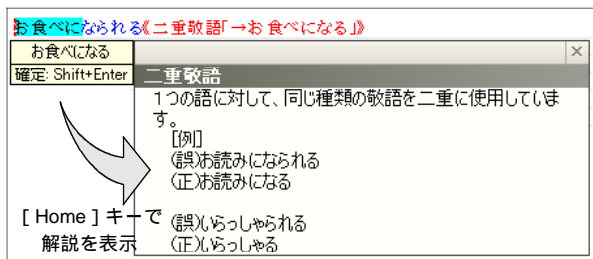 お食べになられる《二重敬語「→お食べになる」》
お食べになる
確定: Shift+Enter
×
二重敬語
1つの語に対して、同じ種類の敬語を二重に使用していま
す。
[例]
(誤)お読みになられる
(正)お読みになる
(誤)いらっしゃられる
(正)いらっしゃる
[Home]キーで
解説を表示